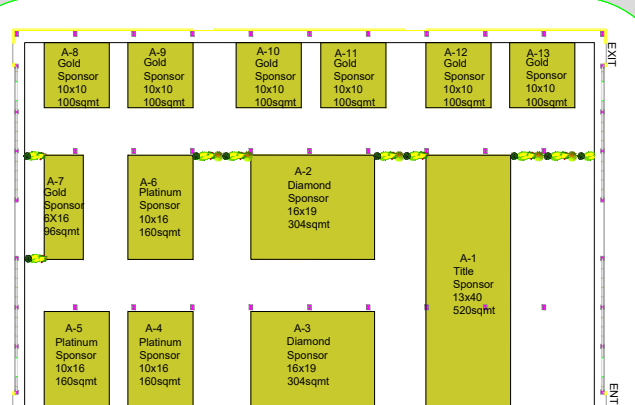 A-8
Gold
Sponsor
10x10
100sqmt
A-9
Gold
Sponsor
10x10
100sqmt
A-10
Gold
Sponsor
10x10
100sqmt
A-11
Gold
Sponsor
10x10
100sqmt
A-12
Gold
Sponsor
10x10
100sqmt
A-13
Gold
Sponsor
10x10
100sqmt
EXIT
A-7
Gold
Sponsor
6X16
96sqmt
A-6
Platinum
Sponsor
10x16
160sqmt
A-2
Diamond
Sponsor
16x19
304sqmt
A-1
Title
Sponsor
13x40
520sqmt
A-5
Platinum
Sponsor
10x16
160sqmt
A-4
Platinum
Sponsor
10x16
160sqmt
A-3
Diamond
Sponsor
16x19
304sqmt
ENT